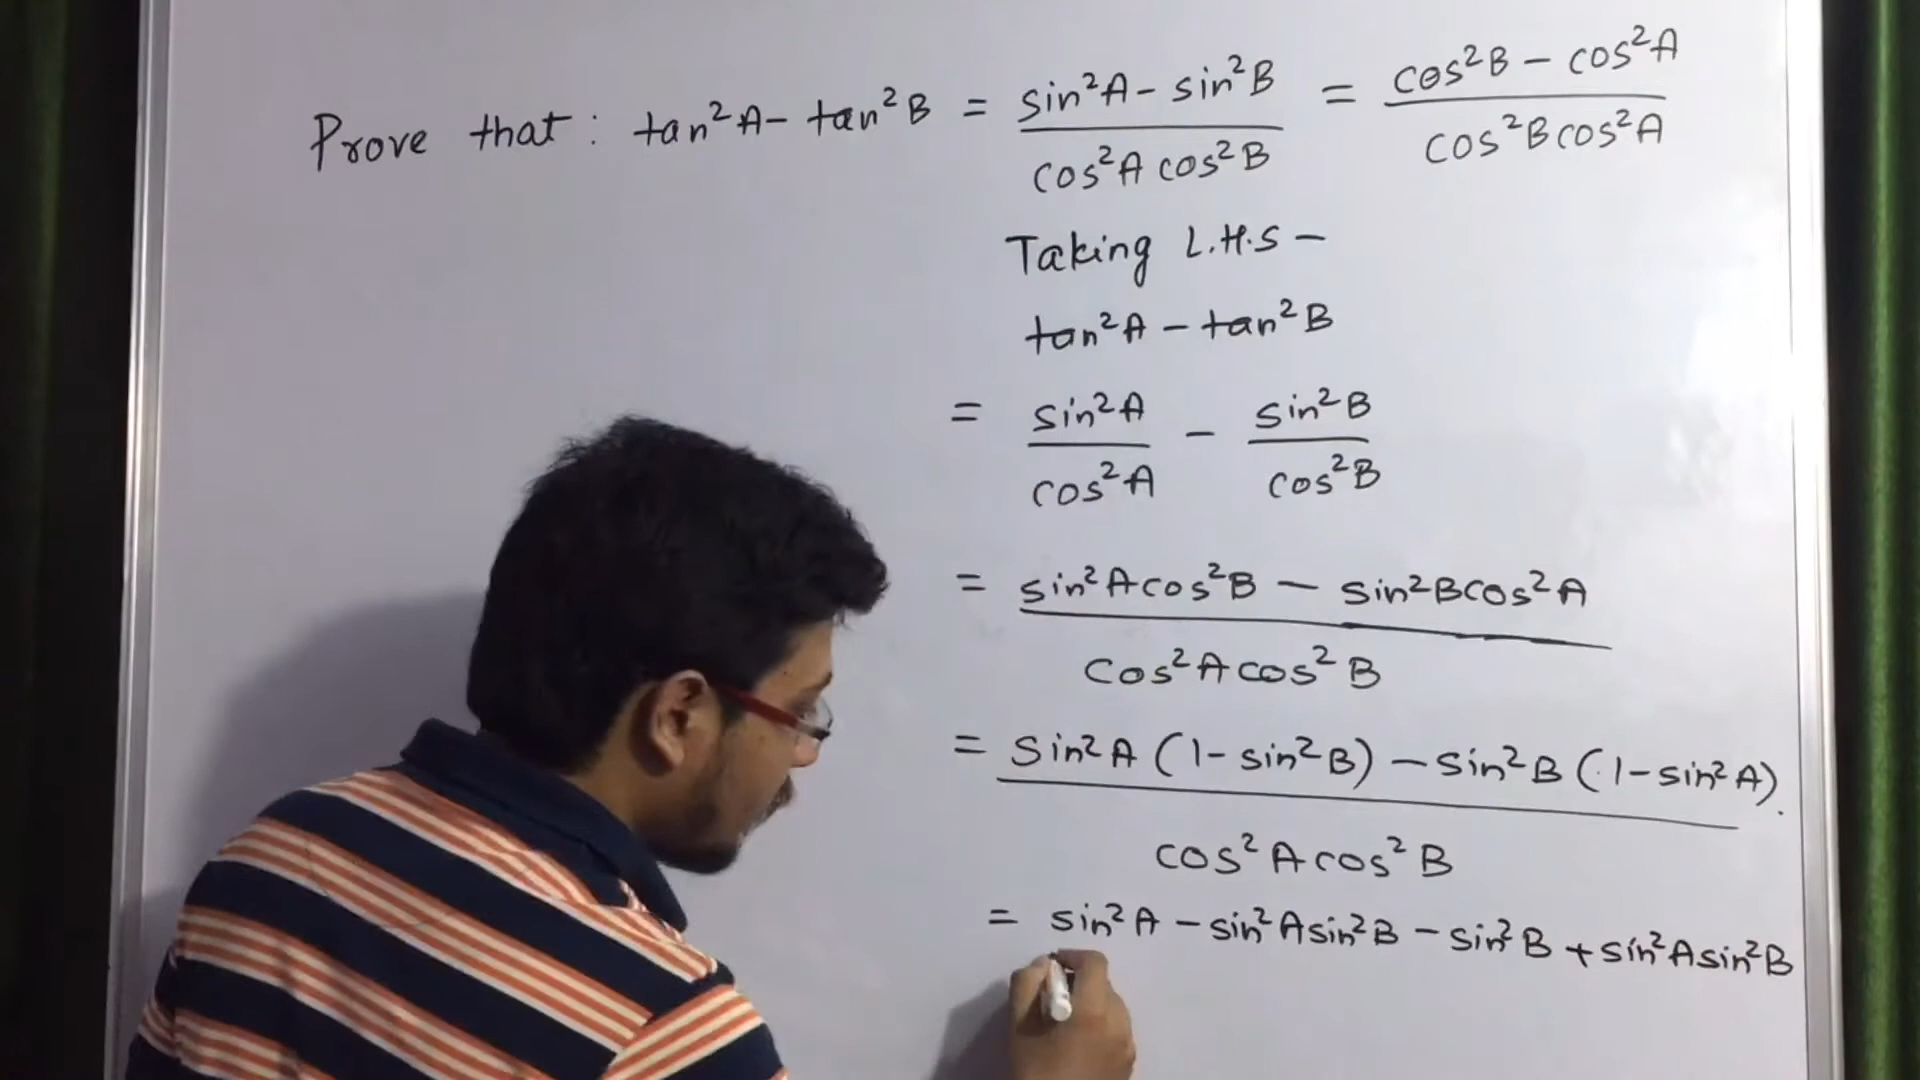 Prove that : tan²A - tan²B = sin²A - sin²B / cos²A cos²B = cos²B - cos²A / cos²B cos²A
Taking L.H.S -
tan²A - tan²B
= sin²A / cos²A - sin²B / cos²B
= sin²A cos²B - sin²B cos²A / cos²A cos²B
= sin²A (1 - sin²B) - sin²B (1 - sin²A) / cos²A cos²B
= sin²A - sin²A sin²B - sin²B + sin²A sin²B